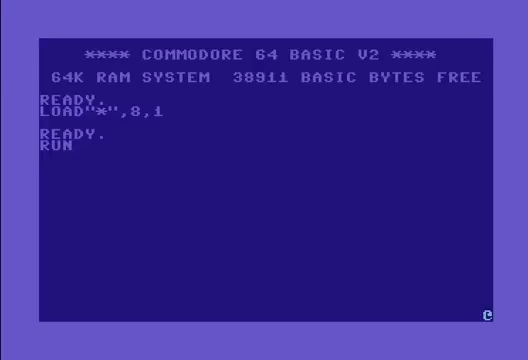 **** COMMODORE 64 BASIC V2 ****
64K RAM SYSTEM  38911 BASIC BYTES FREE
READY.
LOAD"*",8,1
READY.
RUN